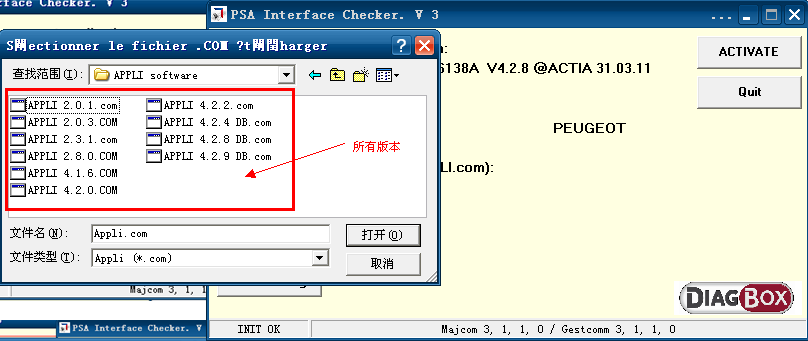 PSA Interface Checker. V 3
S闢ectionner le fichier .COM ?t閘閏harger
查找范围(I):
APPLI software
APPLI 2.0.1.com
APPLI 2.0.3.COM
APPLI 2.3.1.com
APPLI 2.8.0.COM
APPLI 4.1.6.COM
APPLI 4.2.0.COM
APPLI 4.2.2.com
APPLI 4.2.4 DB.com
APPLI 4.2.8 DB.com
APPLI 4.2.9 DB.com
所有版本
文件名(N):
Appli.com
打开(O)
文件类型(T):
Appli (*.com)
取消
6138A V4.2.8 @ACTIA 31.03.11
ACTIVATE
Quit
PEUGEOT
LI.com):
DIAGBOX
Majcom 3, 1, 1,
INIT OK
Majcom 3, 1, 1, 0 / Gestcomm 3, 1, 1, 0
PSA Interface Checker. V